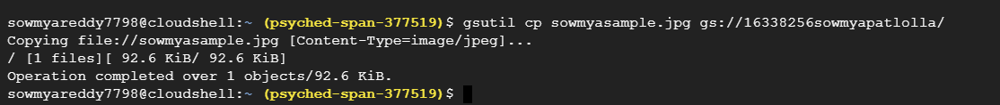 sowmyareddy7798@cloudshell:~ (psyched-span-377519)$ gsutil cp sowmyasample.jpg gs://16338256sowmyapatlolla/
Copying file://sowmyasample.jpg [Content-Type=image/jpeg]...
/ [1 files][ 92.6 KiB/ 92.6 KiB]
Operation completed over 1 objects/92.6 KiB.
sowmyareddy7798@cloudshell:~ (psyched-span-377519)$